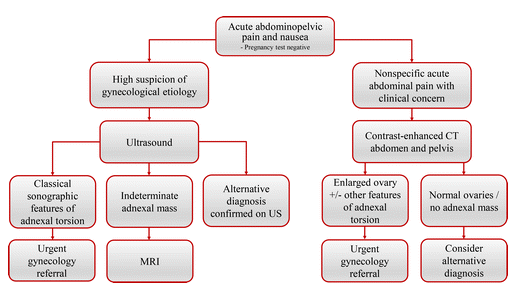 Acute abdominopelvic
pain and nausea
- Pregnancy test negative
High suspicion of
gynecological etiology
Nonspecific acute
abdominal pain with
clinical concern
Ultrasound
Contrast-enhanced CT
abdomen and pelvis
Classical
sonographic
features of
adnexal torsion
Indeterminate
adnexal mass
Alternative
diagnosis
confirmed on US
Enlarged ovary
+/- other features
of adnexal
torsion
Normal ovaries /
no adnexal mass
Urgent
gynecology
referral
MRI
Urgent
gynecology
referral
Consider
alternative
diagnosis